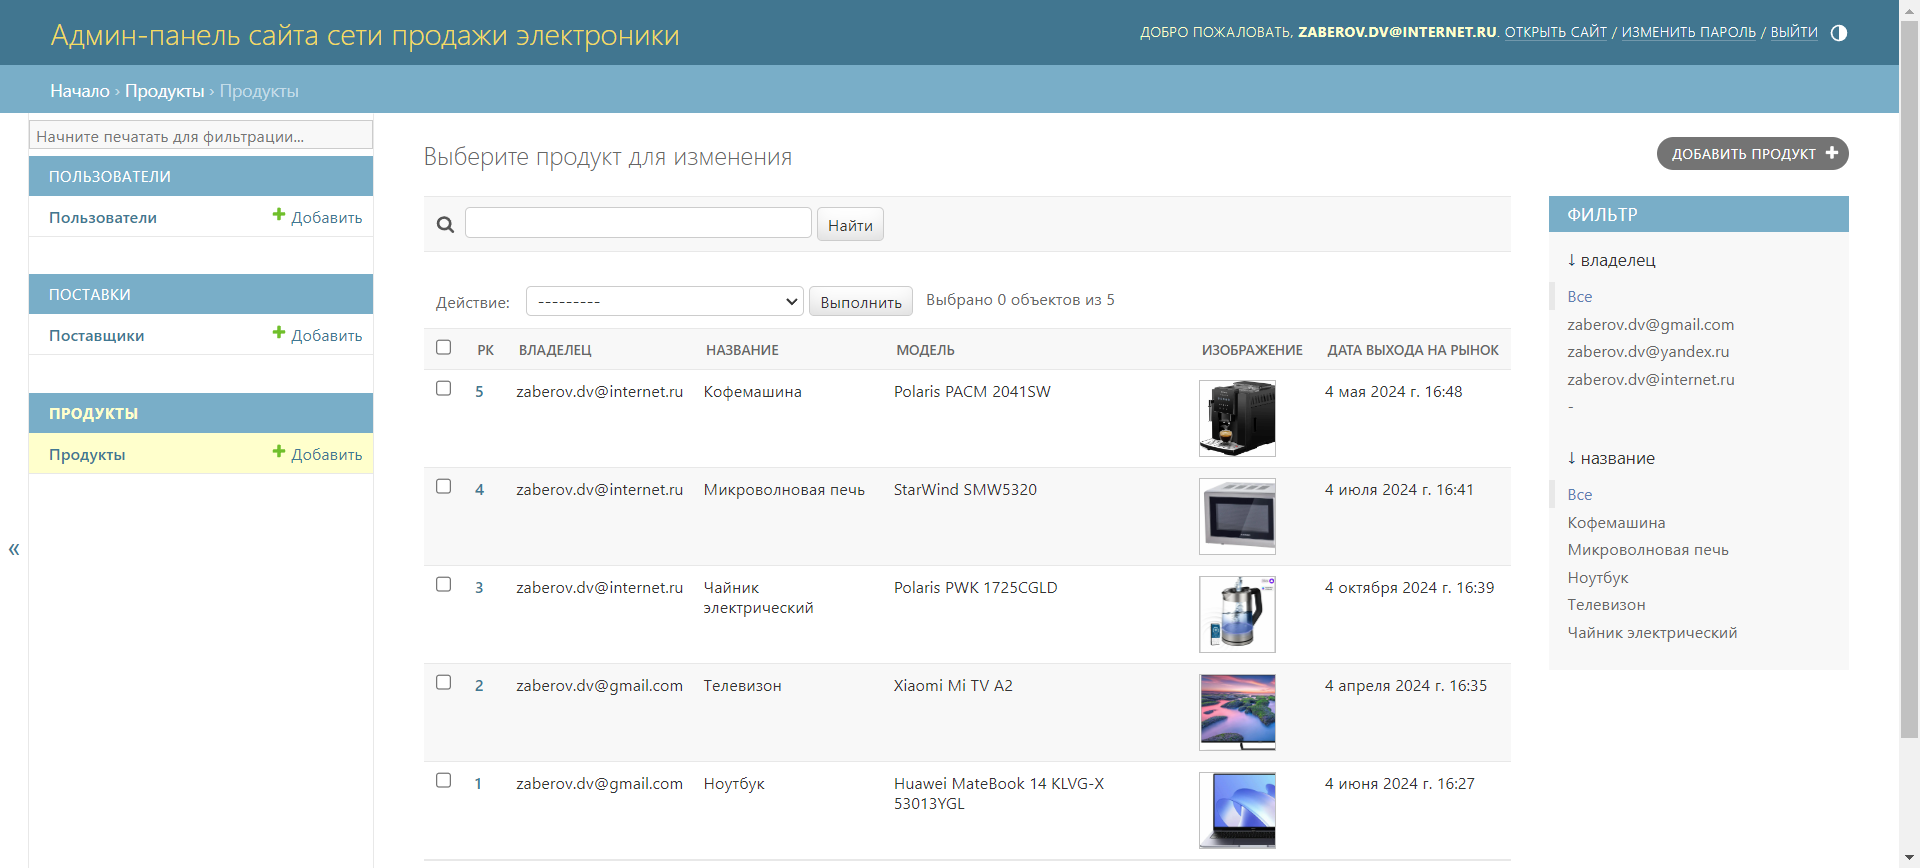 Админ-панель сайта сети продажи электроники
ДОБРО ПОЖАЛОВАТЬ, ZABEROV.DV@INTERNET.RU. ОТКРЫТЬ САЙТ / ИЗМЕНИТЬ ПАРОЛЬ / ВЫЙТИ
Начало › Продукты › Продукты
Начните печатать для фильтрации...
ПОЛЬЗОВАТЕЛИ
Пользователи Добавить
ПОСТАВКИ
Поставщики Добавить
ПРОДУКТЫ
Продукты Добавить
«
Выберите продукт для изменения
ДОБАВИТЬ ПРОДУКТ
Найти
Действие: --------- Выполнить Выбрано 0 объектов из 5
PK ВЛАДЕЛЕЦ НАЗВАНИЕ МОДЕЛЬ ИЗОБРАЖЕНИЕ ДАТА ВЫХОДА НА РЫНОК
5 zaberov.dv@internet.ru Кофемашина Polaris PACM 2041SW 4 мая 2024 г. 16:48
4 zaberov.dv@internet.ru Микроволновая печь StarWind SMW5320 4 июля 2024 г. 16:41
3 zaberov.dv@internet.ru Чайник Polaris PWK 1725CGLD 4 октября 2024 г. 16:39
электрический
2 zaberov.dv@gmail.com Телевизон Xiaomi Mi TV A2 4 апреля 2024 г. 16:35
1 zaberov.dv@gmail.com Ноутбук Huawei MateBook 14 KLVG-X 4 июня 2024 г. 16:27
53013YGL
ФИЛЬТР
↓ владелец
Все
zaberov.dv@gmail.com
zaberov.dv@yandex.ru
zaberov.dv@internet.ru
-
↓ название
Все
Кофемашина
Микроволновая печь
Ноутбук
Телевизон
Чайник электрический